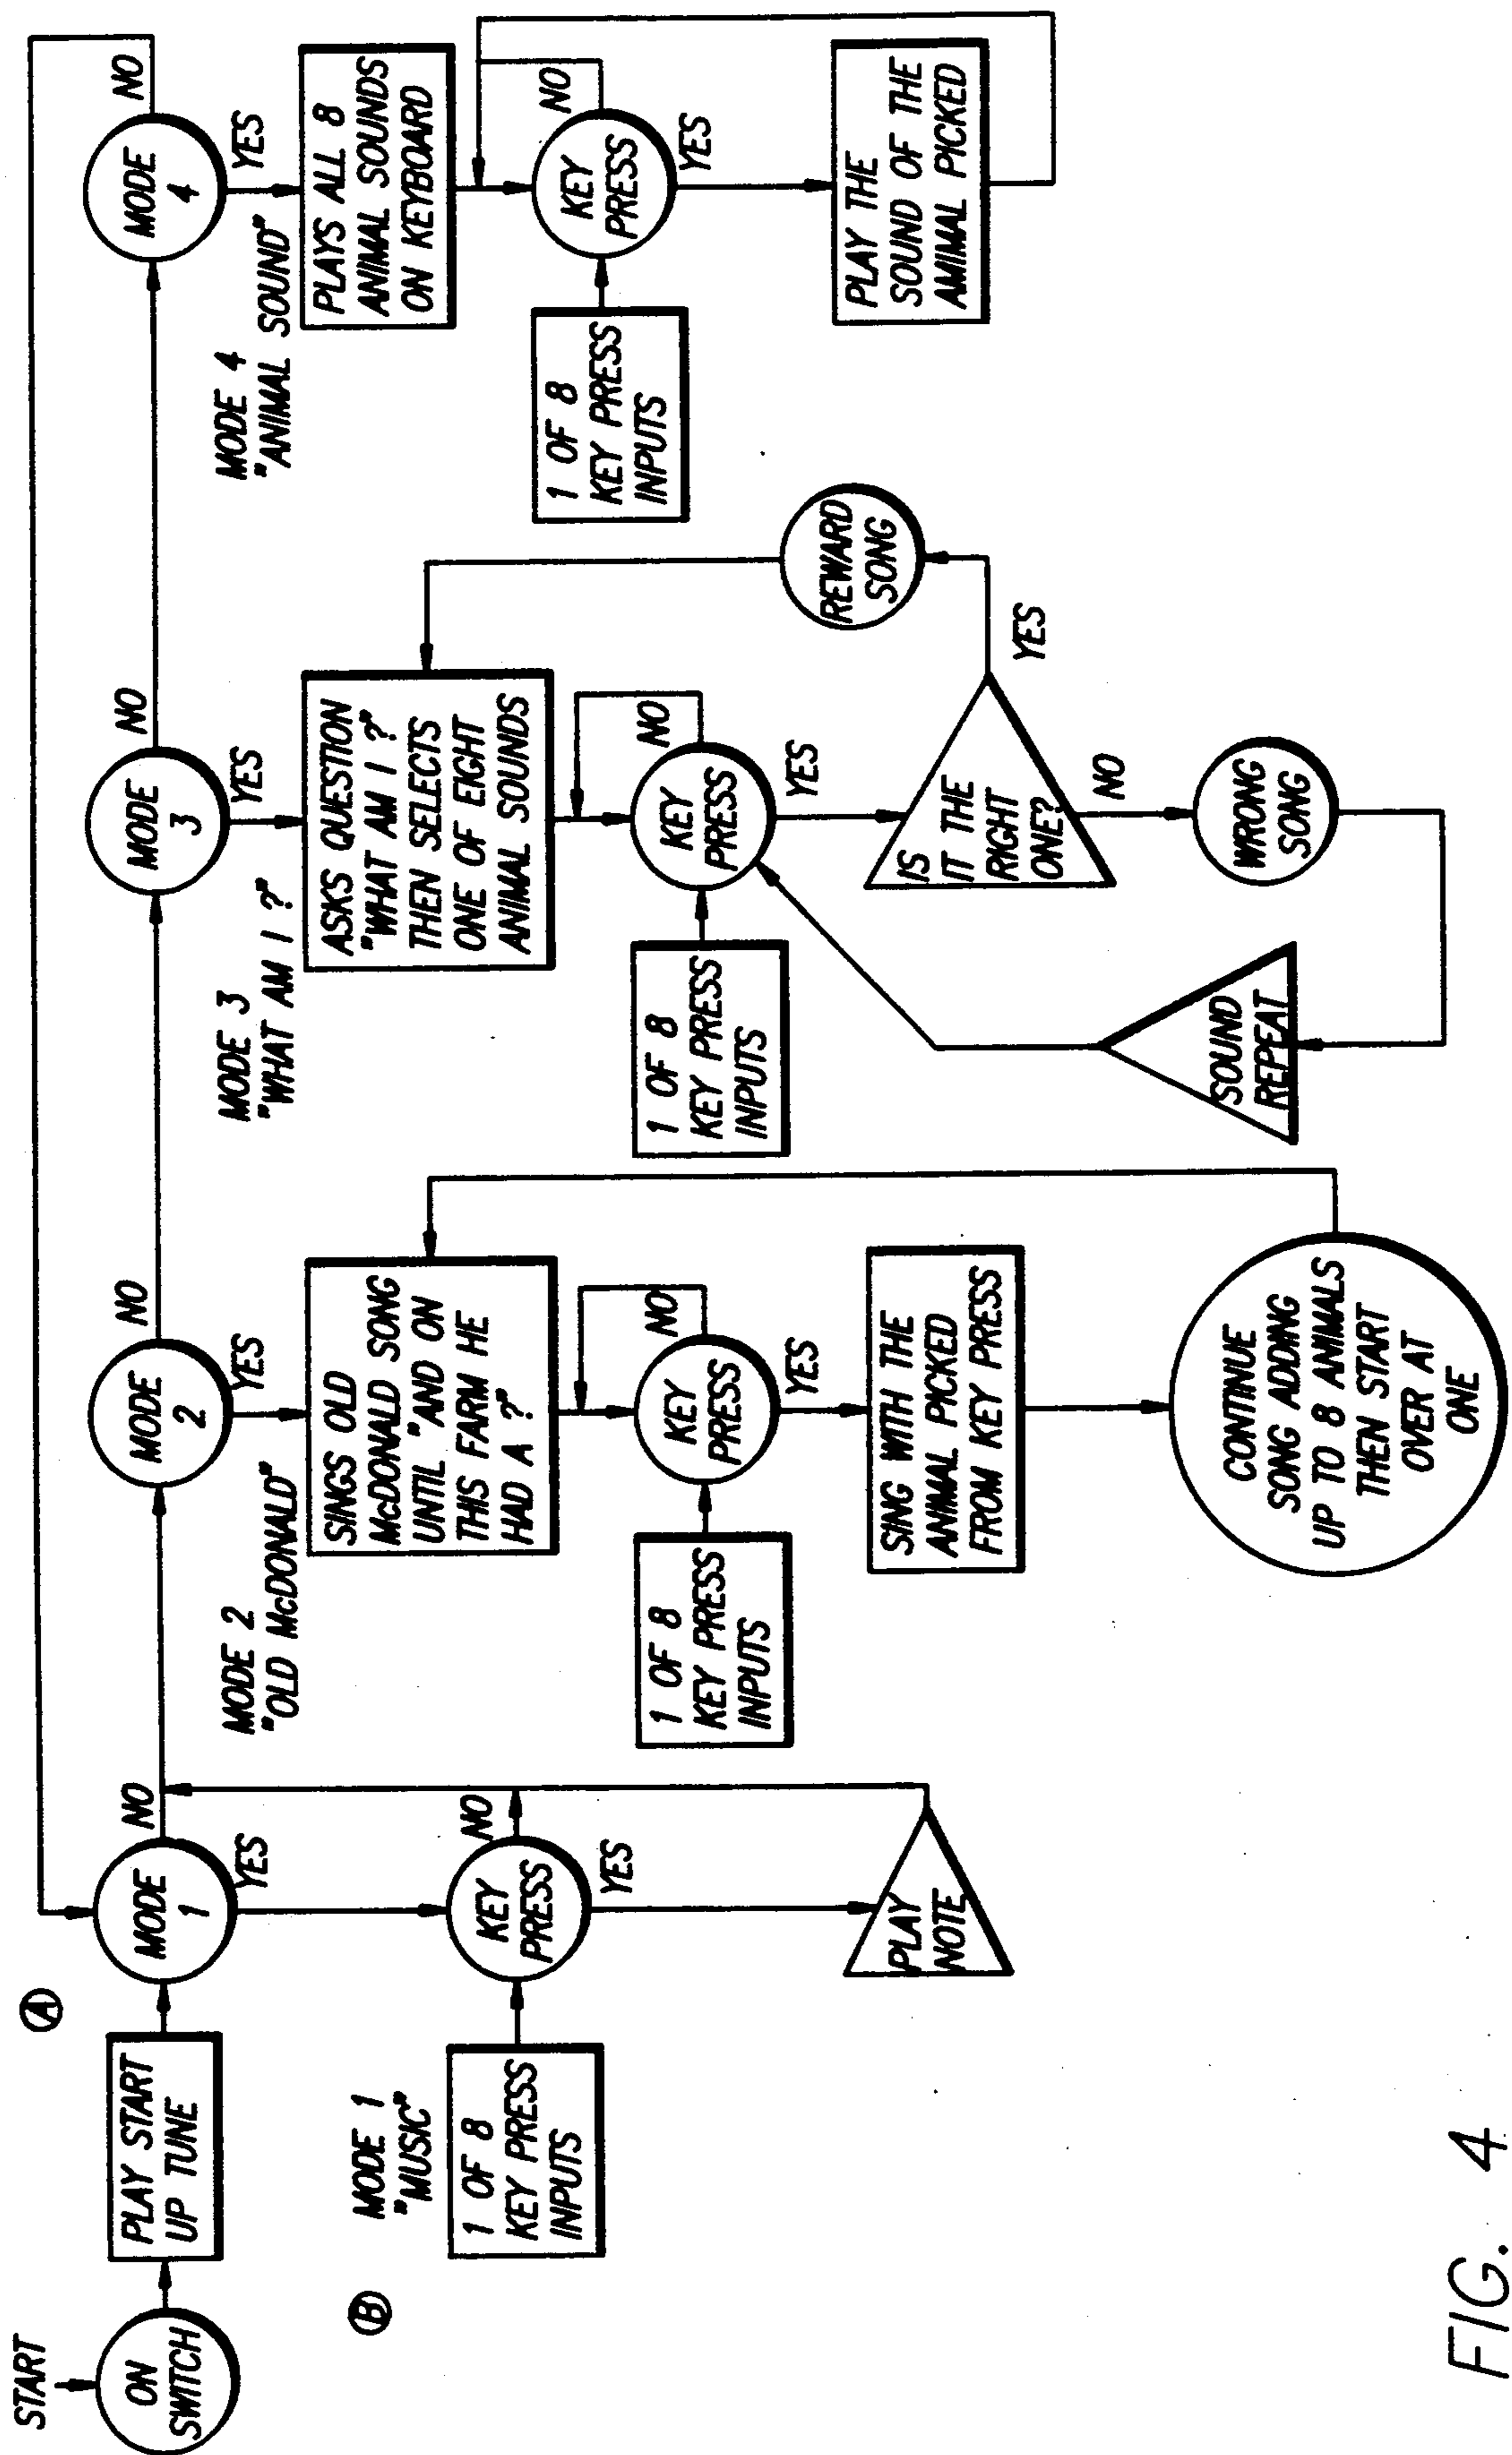 START
ON
SWITCH
PLAY START
UP TUNE
A
MODE
1
NO
YES
MODE
2
NO
YES
MODE
3
NO
YES
MODE
4
NO
YES
B
MODE 1
"MUSIC"
1 OF 8
KEY PRESS
INPUTS
KEY
PRESS
NO
YES
PLAY
NOTE
MODE 2
"OLD McDONALD"
SINGS OLD
McDONALD SONG
UNTIL "AND ON
THIS FARM HE
HAD A ?"
1 OF 8
KEY PRESS
INPUTS
KEY
PRESS
NO
YES
SING WITH THE
ANIMAL PICKED
FROM KEY PRESS
CONTINUE
SONG ADDING
UP TO 8 ANIMALS
THEN START
OVER AT
ONE
MODE 3
"WHAT AM I ?"
ASKS QUESTION
"WHAT AM I ?"
THEN SELECTS
ONE OF EIGHT
ANIMAL SOUNDS
1 OF 8
KEY PRESS
INPUTS
KEY
PRESS
NO
YES
IS
IT THE
RIGHT
ONE?
YES
REWARD
SONG
NO
WRONG
SONG
SOUND
REPEAT
MODE 4
"ANIMAL SOUND"
PLAYS ALL 8
ANIMAL SOUNDS
ON KEYBOARD
1 OF 8
KEY PRESS
INPUTS
KEY
PRESS
NO
YES
PLAY THE
SOUND OF THE
AMIMAL PICKED
FIG. 4